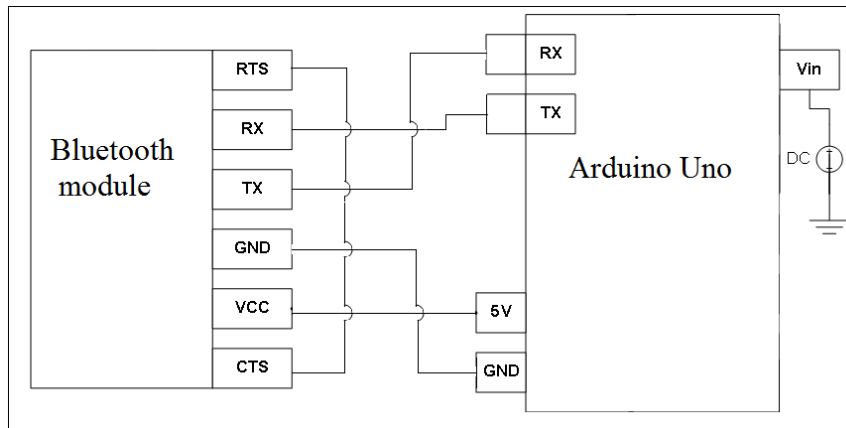 Bluetooth
module
RTS
RX
TX
GND
VCC
CTS
RX
TX
5V
GND
Arduino Uno
Vin
DC